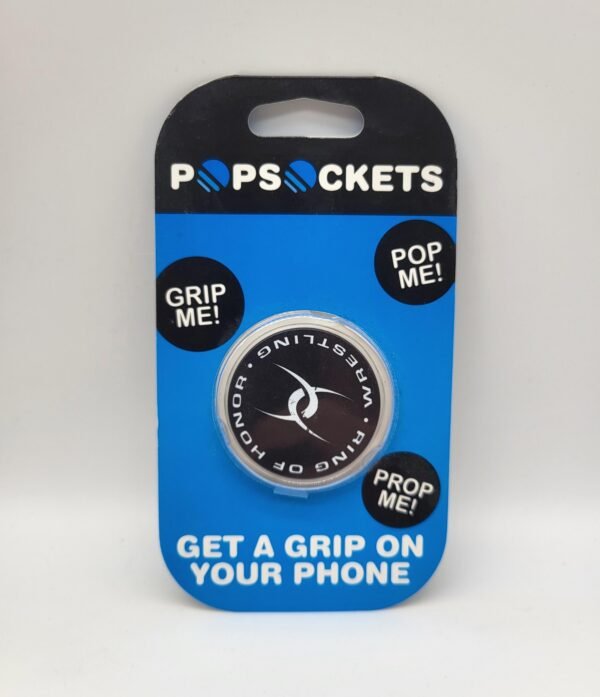 POPSOCKETS
POP
ME!
GRIP
ME!
RING OF HONOR • WRESTLING •
PROP
ME!
GET A GRIP ON
YOUR PHONE